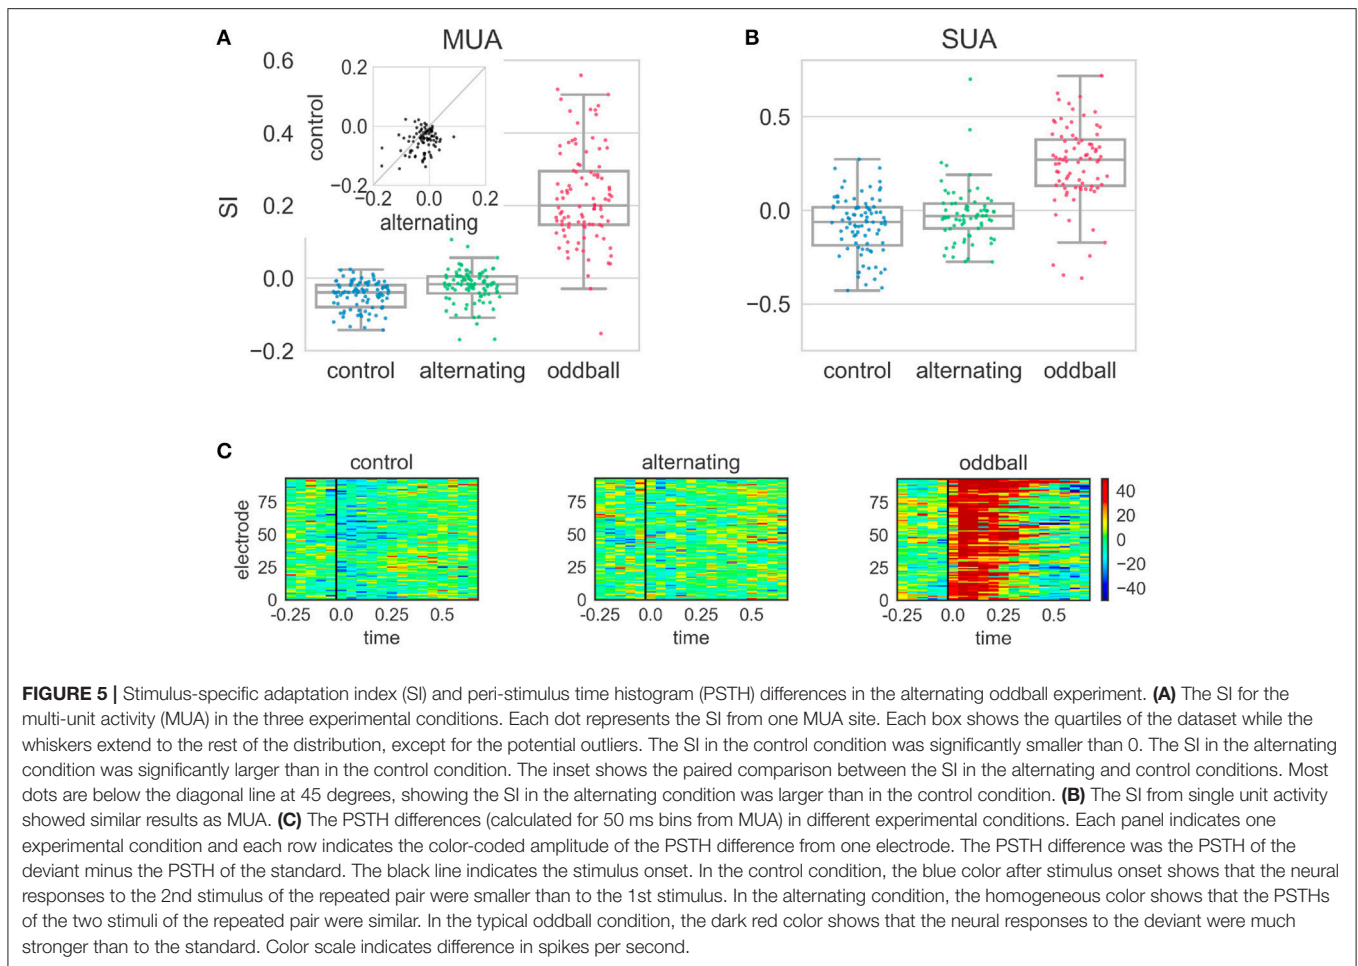 A
MUA
0.6
0.4
0.2
0.0
−0.2
SI
0.2
0.0
−0.2
control
−0.2
0.0
0.2
alternating
control
alternating
oddball
B
SUA
0.5
0.0
−0.5
control
alternating
oddball
C
control
75
50
25
0
electrode
-0.25
0.0
0.25
0.5
time
alternating
75
50
25
0
-0.25
0.0
0.25
0.5
time
oddball
75
50
25
0
-0.25
0.0
0.25
0.5
time
40
20
0
−20
−40
FIGURE 5 | Stimulus-specific adaptation index (SI) and peri-stimulus time histogram (PSTH) differences in the alternating oddball experiment. (A) The SI for the
multi-unit activity (MUA) in the three experimental conditions. Each dot represents the SI from one MUA site. Each box shows the quartiles of the dataset while the
whiskers extend to the rest of the distribution, except for the potential outliers. The SI in the control condition was significantly smaller than 0. The SI in the alternating
condition was significantly larger than in the control condition. The inset shows the paired comparison between the SI in the alternating and control conditions. Most
dots are below the diagonal line at 45 degrees, showing the SI in the alternating condition was larger than in the control condition. (B) The SI from single unit activity
showed similar results as MUA. (C) The PSTH differences (calculated for 50 ms bins from MUA) in different experimental conditions. Each panel indicates one
experimental condition and each row indicates the color-coded amplitude of the PSTH difference from one electrode. The PSTH difference was the PSTH of the
deviant minus the PSTH of the standard. The black line indicates the stimulus onset. In the control condition, the blue color after stimulus onset shows that the neural
responses to the 2nd stimulus of the repeated pair were smaller than to the 1st stimulus. In the alternating condition, the homogeneous color shows that the PSTHs
of the two stimuli of the repeated pair were similar. In the typical oddball condition, the dark red color shows that the neural responses to the deviant were much
stronger than to the standard. Color scale indicates difference in spikes per second.